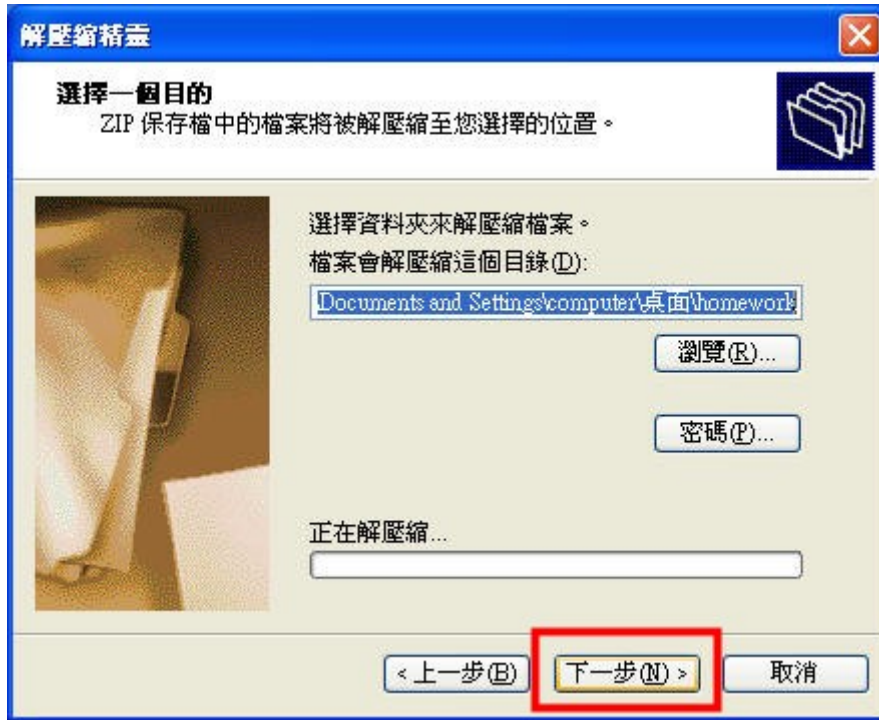 解壓縮精靈
選擇一個目的
ZIP 保存檔中的檔案將被解壓縮至您選擇的位置。
選擇資料夾來解壓縮檔案。
檔案會解壓縮這個目錄(D):
\Documents and Settings\computer\桌面\homework
瀏覽(R)...
密碼(P)...
正在解壓縮...
<上一步(B)
下一步(N) >
取消